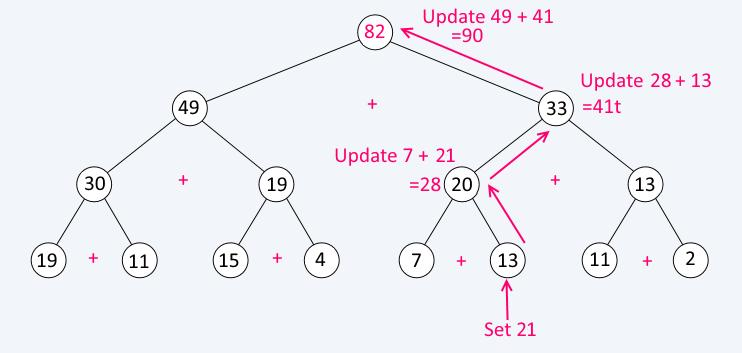 Update 49 + 41
=90
82
Update 28 + 13
49 + 33 =41t
Update 7 + 21
30 + 19 =28 20 + 13
19 + 11 15 + 4 7 + 13 11 + 2
Set 21